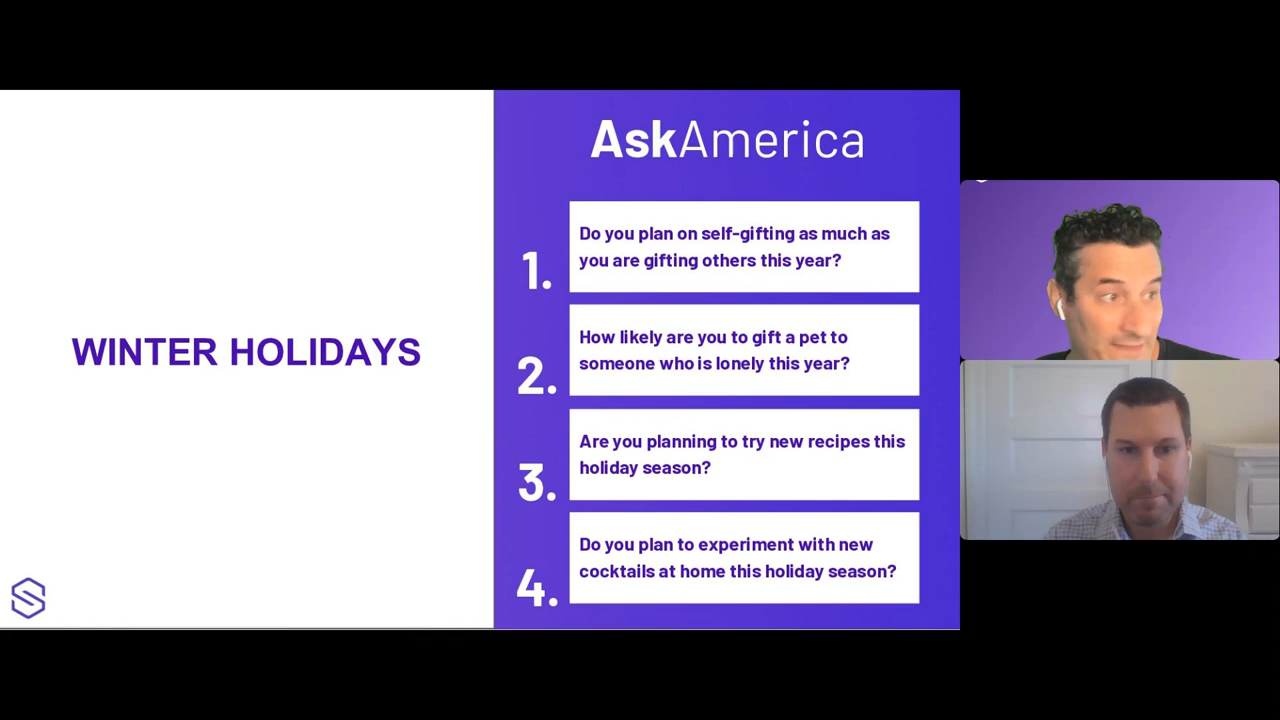 WINTER HOLIDAYS
AskAmerica
1.
Do you plan on self-gifting as much as
you are gifting others this year?
2.
How likely are you to gift a pet to
someone who is lonely this year?
3.
Are you planning to try new recipes this
holiday season?
4.
Do you plan to experiment with new
cocktails at home this holiday season?